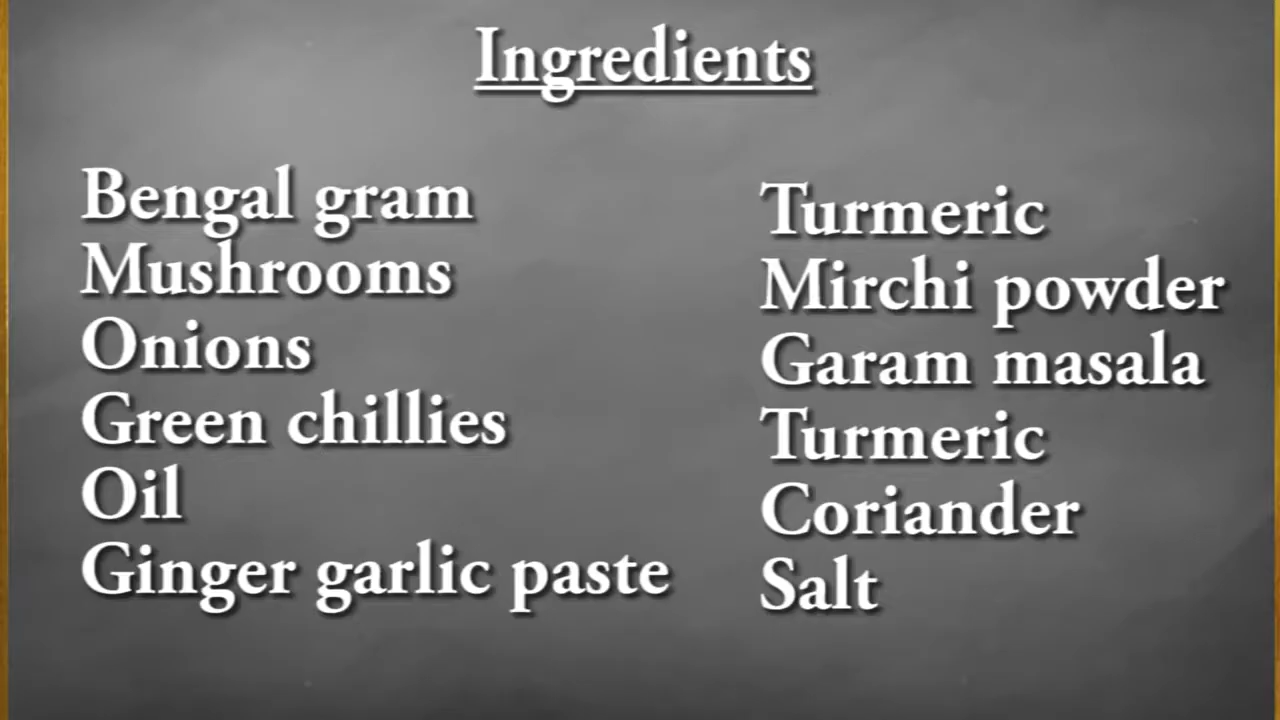 Ingredients
Bengal gram
Mushrooms
Onions
Green chillies
Oil
Ginger garlic paste
Turmeric
Mirchi powder
Garam masala
Turmeric
Coriander
Salt